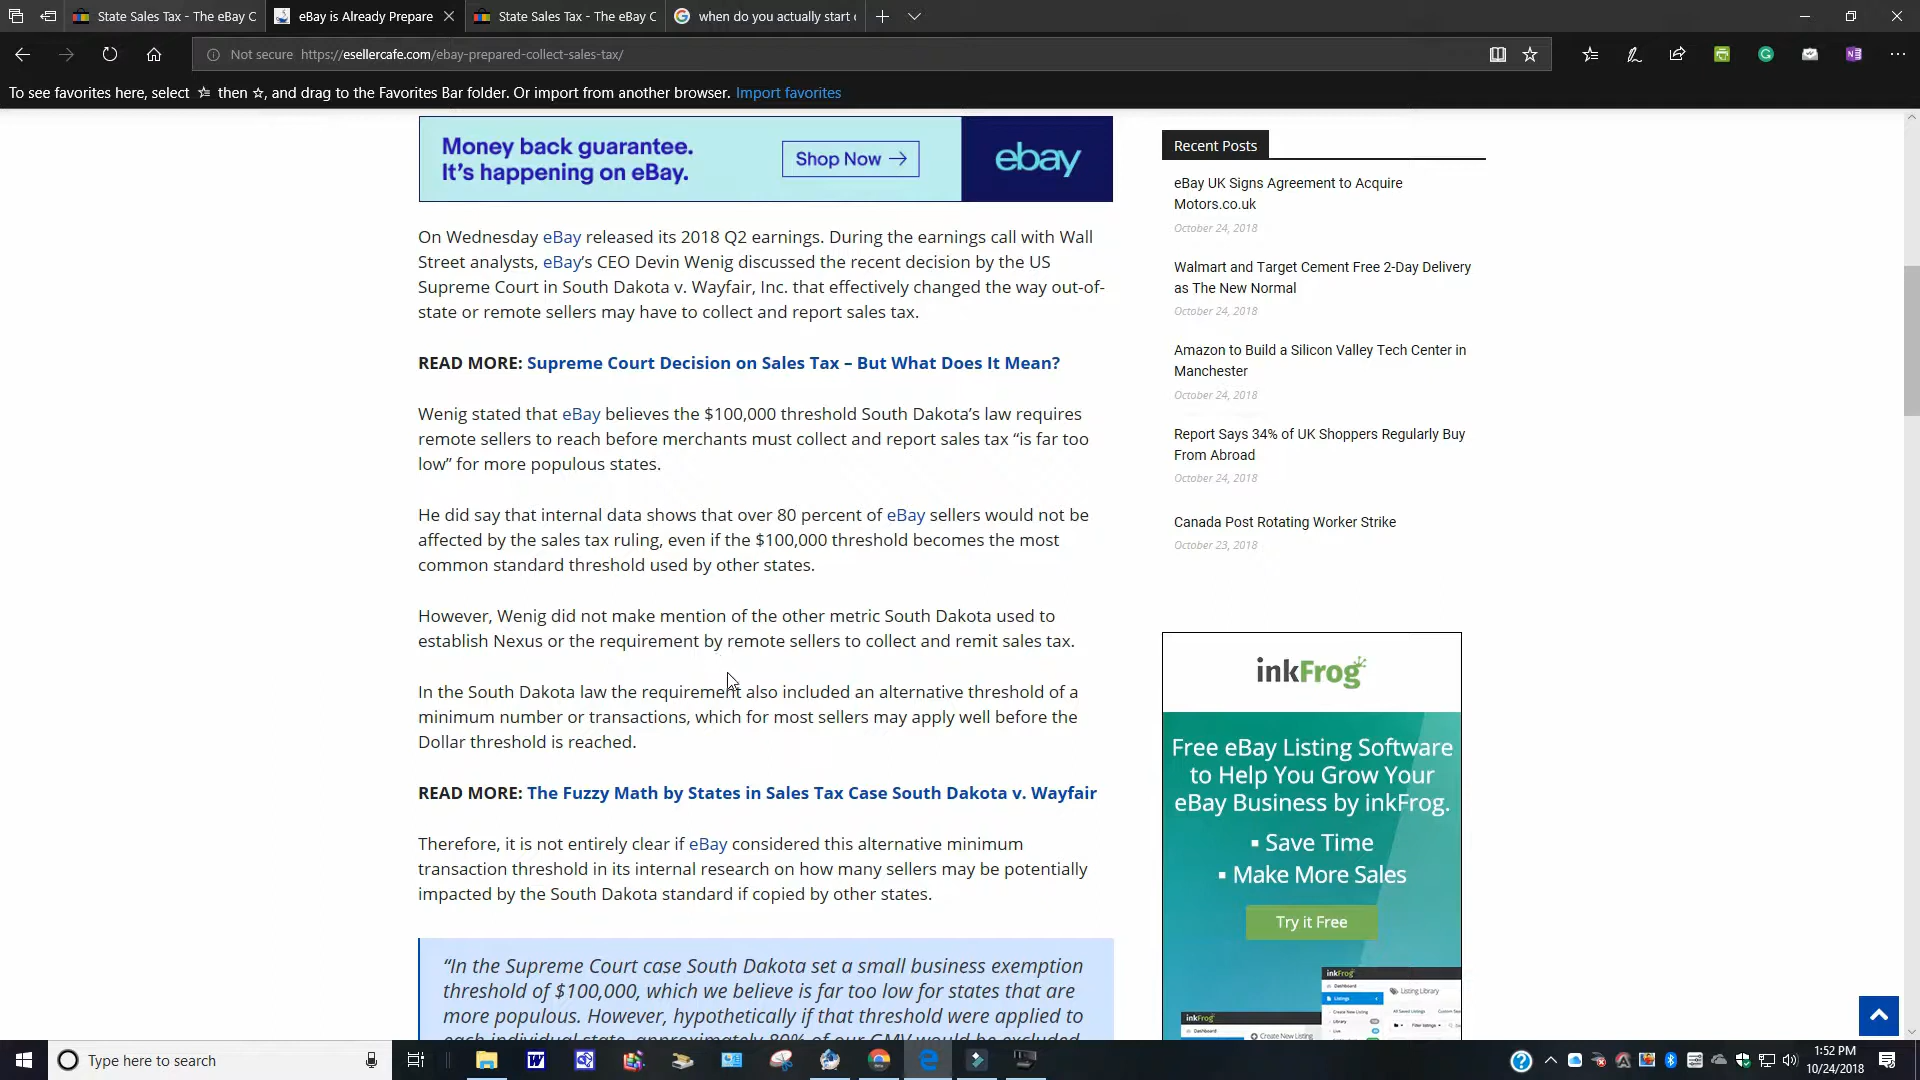 State Sales Tax - The eBay C
eBay is Already Prepare
State Sales Tax - The eBay C
when do you actually start
Not secure https://esellercafe.com/ebay-prepared-collect-sales-tax/
To see favorites here, select then ☆, and drag to the Favorites Bar folder. Or import from another browser. Import favorites
Money back guarantee.
It's happening on eBay.
Shop Now →
ebay
On Wednesday eBay released its 2018 Q2 earnings. During the earnings call with Wall
Street analysts, eBay's CEO Devin Wenig discussed the recent decision by the US
Supreme Court in South Dakota v. Wayfair, Inc. that effectively changed the way out-of-
state or remote sellers may have to collect and report sales tax.
READ MORE: Supreme Court Decision on Sales Tax – But What Does It Mean?
Wenig stated that eBay believes the $100,000 threshold South Dakota's law requires
remote sellers to reach before merchants must collect and report sales tax “is far too
low” for more populous states.
He did say that internal data shows that over 80 percent of eBay sellers would not be
affected by the sales tax ruling, even if the $100,000 threshold becomes the most
common standard threshold used by other states.
However, Wenig did not make mention of the other metric South Dakota used to
establish Nexus or the requirement by remote sellers to collect and remit sales tax.
In the South Dakota law the requirement also included an alternative threshold of a
minimum number or transactions, which for most sellers may apply well before the
Dollar threshold is reached.
READ MORE: The Fuzzy Math by States in Sales Tax Case South Dakota v. Wayfair
Therefore, it is not entirely clear if eBay considered this alternative minimum
transaction threshold in its internal research on how many sellers may be potentially
impacted by the South Dakota standard if copied by other states.
“In the Supreme Court case South Dakota set a small business exemption
threshold of $100,000, which we believe is far too low for states that are
more populous. However, hypothetically if that threshold were applied to
each individual state, approximately 80% of our GMV would be excluded
Recent Posts
eBay UK Signs Agreement to Acquire
Motors.co.uk
October 24, 2018
Walmart and Target Cement Free 2-Day Delivery
as The New Normal
October 24, 2018
Amazon to Build a Silicon Valley Tech Center in
Manchester
October 24, 2018
Report Says 34% of UK Shoppers Regularly Buy
From Abroad
October 24, 2018
Canada Post Rotating Worker Strike
October 23, 2018
inkFrog
Free eBay Listing Software
to Help You Grow Your
eBay Business by inkFrog.
▪ Save Time
▪ Make More Sales
Try it Free
inkFrog
Dashboard
Listings
Listing Library
inkFrog
Dashboard
Create New Listing
Type here to search
1:52 PM
10/24/2018